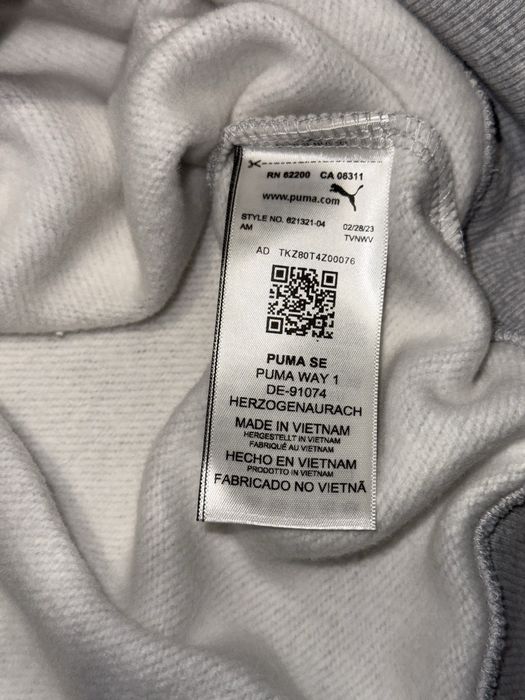 RN 62200 CA 06311
www.puma.com
STYLE NO. 621321-04 02/28/23
AM TVNWV
AD TKZ80T4Z00076
PUMA SE
PUMA WAY 1
DE-91074
HERZOGENAURACH
MADE IN VIETNAM
HERGESTELLT IN VIETNAM
FABRIQUÉ AU VIETNAM
HECHO EN VIETNAM
PRODOTTO IN VIETNAM
FABRICADO NO VIETNÃ